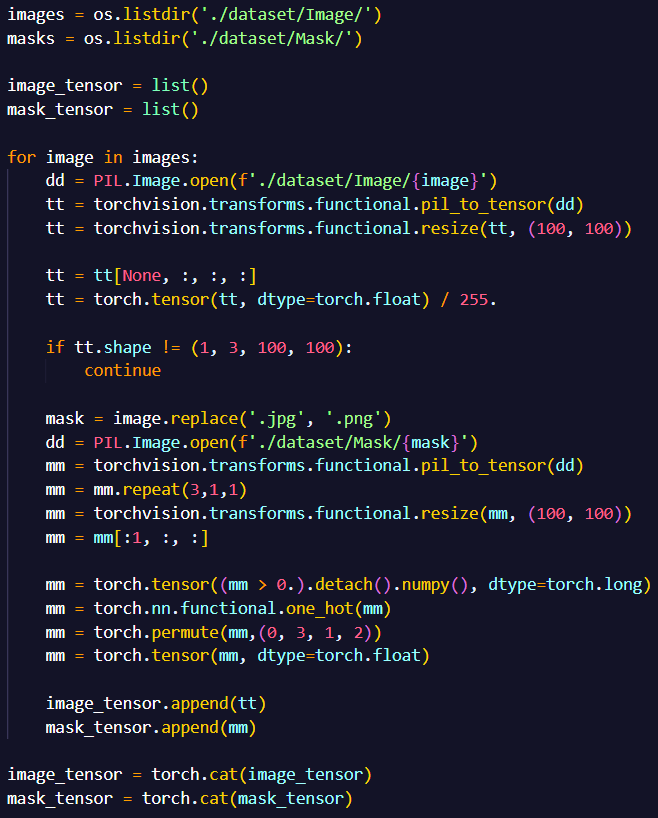 images = os.listdir('./dataset/Image/')
masks = os.listdir('./dataset/Mask/')

image_tensor = list()
mask_tensor = list()

for image in images:
    dd = PIL.Image.open(f'./dataset/Image/{image}')
    tt = torchvision.transforms.functional.pil_to_tensor(dd)
    tt = torchvision.transforms.functional.resize(tt, (100, 100))

    tt = tt[None, :, :, :]
    tt = torch.tensor(tt, dtype=torch.float) / 255.

    if tt.shape != (1, 3, 100, 100):
        continue

    mask = image.replace('.jpg', '.png')
    dd = PIL.Image.open(f'./dataset/Mask/{mask}')
    mm = torchvision.transforms.functional.pil_to_tensor(dd)
    mm = mm.repeat(3,1,1)
    mm = torchvision.transforms.functional.resize(mm, (100, 100))
    mm = mm[:1, :, :]

    mm = torch.tensor((mm > 0.).detach().numpy(), dtype=torch.long)
    mm = torch.nn.functional.one_hot(mm)
    mm = torch.permute(mm,(0, 3, 1, 2))
    mm = torch.tensor(mm, dtype=torch.float)

    image_tensor.append(tt)
    mask_tensor.append(mm)

image_tensor = torch.cat(image_tensor)
mask_tensor = torch.cat(mask_tensor)